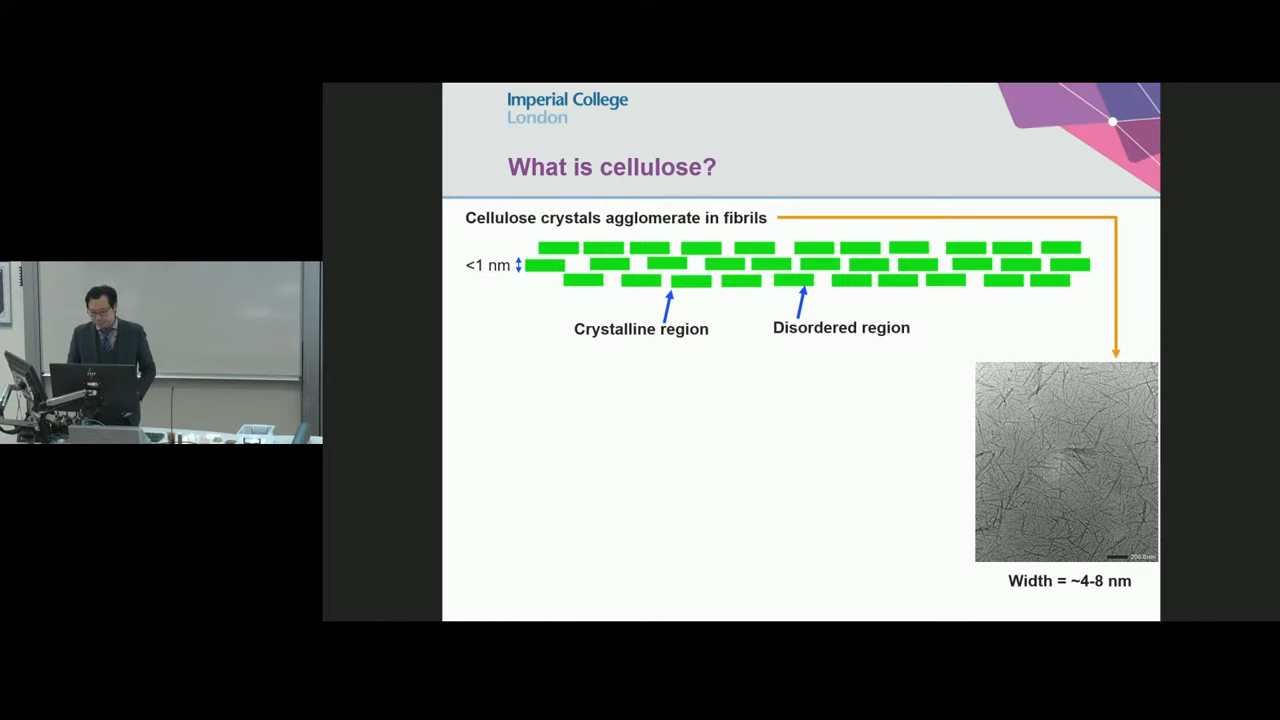 Imperial College
London
What is cellulose?
Cellulose crystals agglomerate in fibrils
<1 nm
Crystalline region
Disordered region
Width = ~4-8 nm